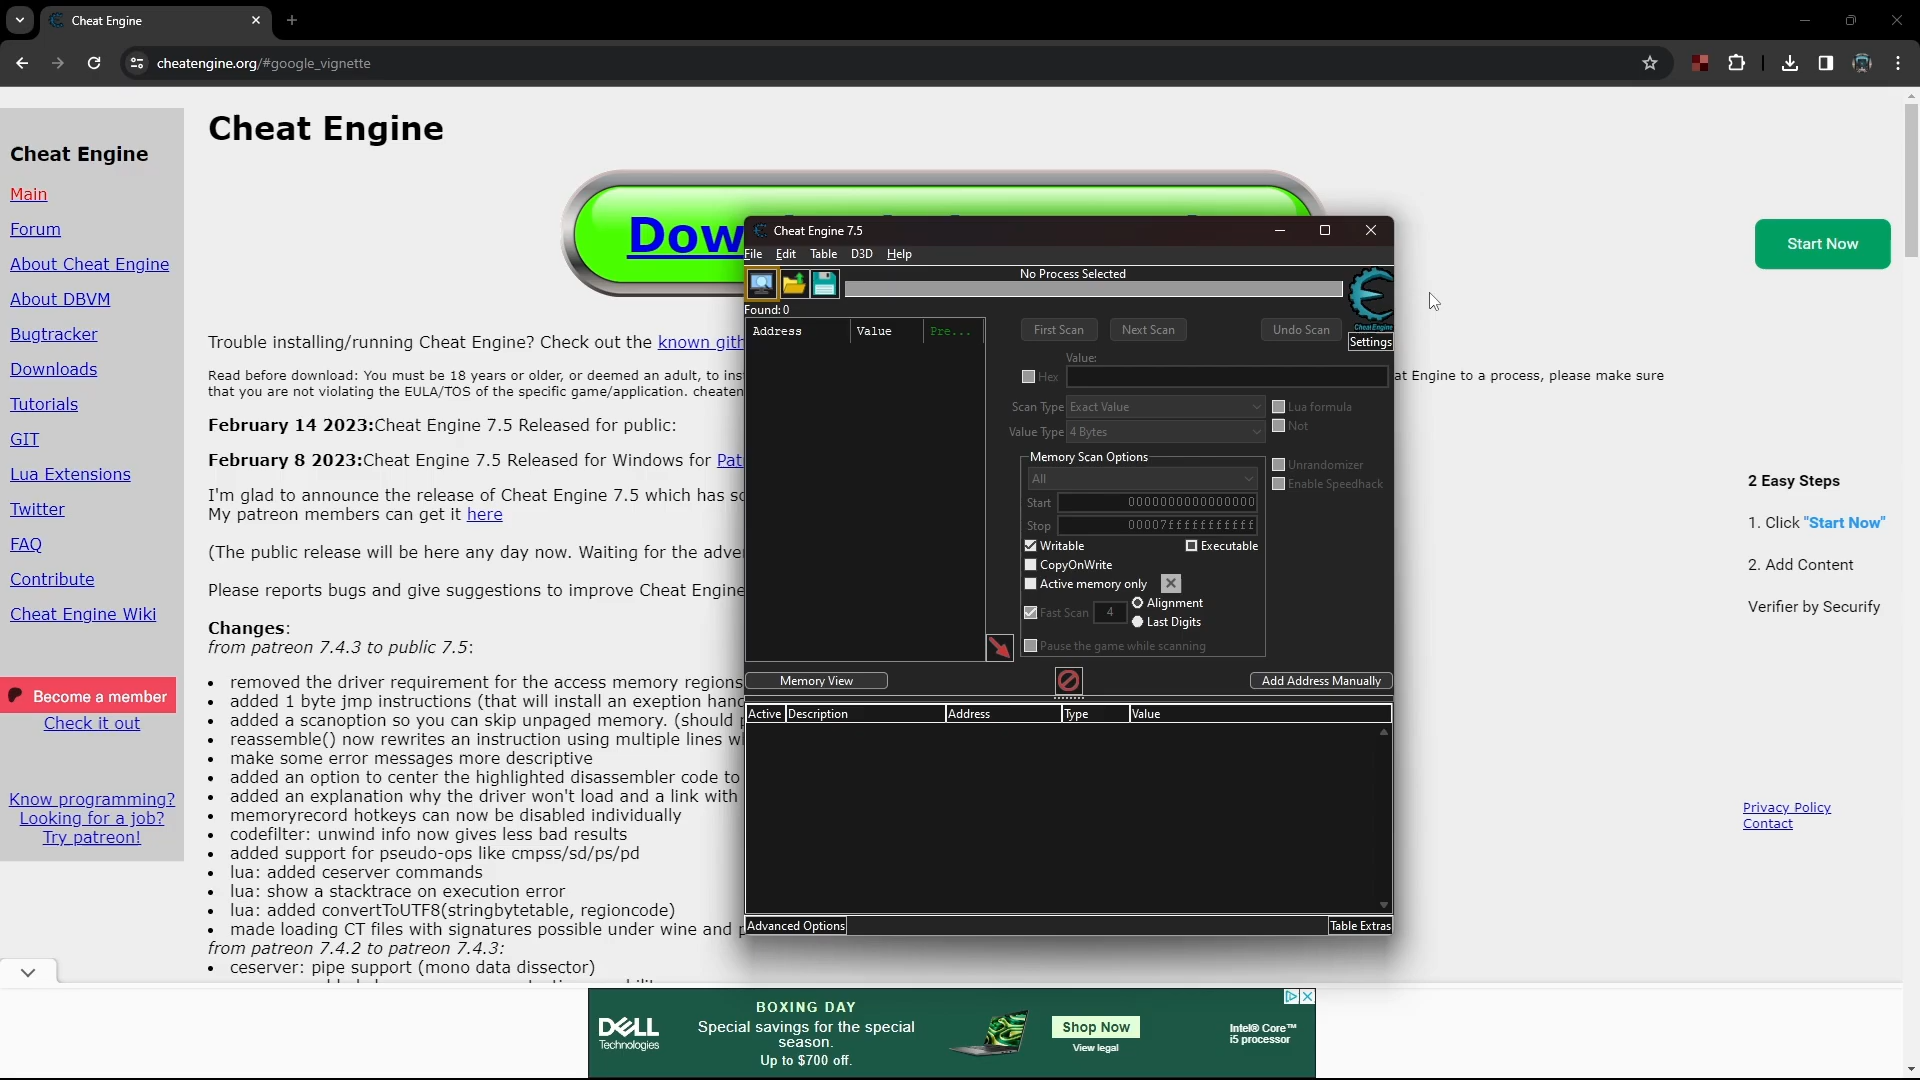 Cheat Engine
cheatengine.org/#google_vignette
Cheat Engine
Main
Forum
About Cheat Engine
About DBVM
Bugtracker
Downloads
Tutorials
GIT
Lua Extensions
Twitter
FAQ
Contribute
Cheat Engine Wiki
Become a member
Check it out
Know programming?
Looking for a job?
Try patreon!
Cheat Engine
Dow
Trouble installing/running Cheat Engine? Check out the known gith
Read before download: You must be 18 years or older, or deemed an adult, to ins
at Engine to a process, please make sure
that you are not violating the EULA/TOS of the specific game/application. cheaten
February 14 2023:Cheat Engine 7.5 Released for public:
February 8 2023:Cheat Engine 7.5 Released for Windows for Pat
I'm glad to announce the release of Cheat Engine 7.5 which has so
My patreon members can get it here
(The public release will be here any day now. Waiting for the adve
Please reports bugs and give suggestions to improve Cheat Engine
Changes:
from patreon 7.4.3 to public 7.5:
• removed the driver requirement for the access memory regions
• added 1 byte jmp instructions (that will install an exeption hand
• added a scanoption so you can skip unpaged memory. (should p
• reassemble() now rewrites an instruction using multiple lines w
• make some error messages more descriptive
• added an option to center the highlighted disassembler code to
• added an explanation why the driver won't load and a link with
• memoryrecord hotkeys can now be disabled individually
• codefilter: unwind info now gives less bad results
• added support for pseudo-ops like cmpss/sd/ps/pd
• lua: added ceserver commands
• lua: show a stacktrace on execution error
• lua: added convertToUTF8(stringbytetable, regioncode)
• made loading CT files with signatures possible under wine and p
from patreon 7.4.2 to patreon 7.4.3:
• ceserver: pipe support (mono data dissector)
Cheat Engine 7.5
File Edit Table D3D Help
No Process Selected
Found: 0
Address Value Pre...
First Scan Next Scan Undo Scan
Cheat Engine
Settings
Value:
Hex
Scan Type Exact Value
Lua formula
Not
Value Type 4 Bytes
Memory Scan Options
All
Unrandomizer
Enable Speedhack
Start 0000000000000000
Stop 00007fffffffffff
Writable Executable
CopyOnWrite
Active memory only
Fast Scan 4 Alignment
Last Digits
Pause the game while scanning
Memory View
Add Address Manually
Active Description Address Type Value
Advanced Options
Table Extras
Start Now
2 Easy Steps
1. Click "Start Now"
2. Add Content
Verifier by Securify
Privacy Policy
Contact
DELL
Technologies
BOXING DAY
Special savings for the special
season.
Up to $700 off.
Shop Now
View legal
Intel® Core™
i5 processor